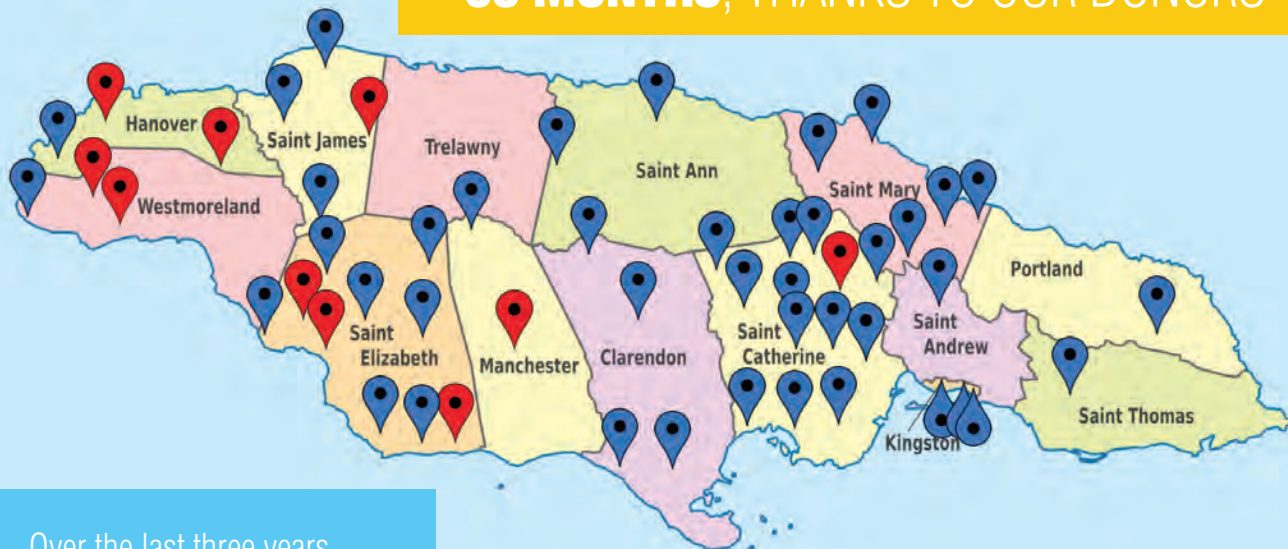 MONTHS, THANKS TO OUR DONORS
Hanover
Saint James
Trelawny
Saint Ann
Saint Mary
Westmoreland
Portland
Saint
Elizabeth
Manchester
Clarendon
Saint
Catherine
Saint
Andrew
Saint Thomas
Kingston
Over the last three years